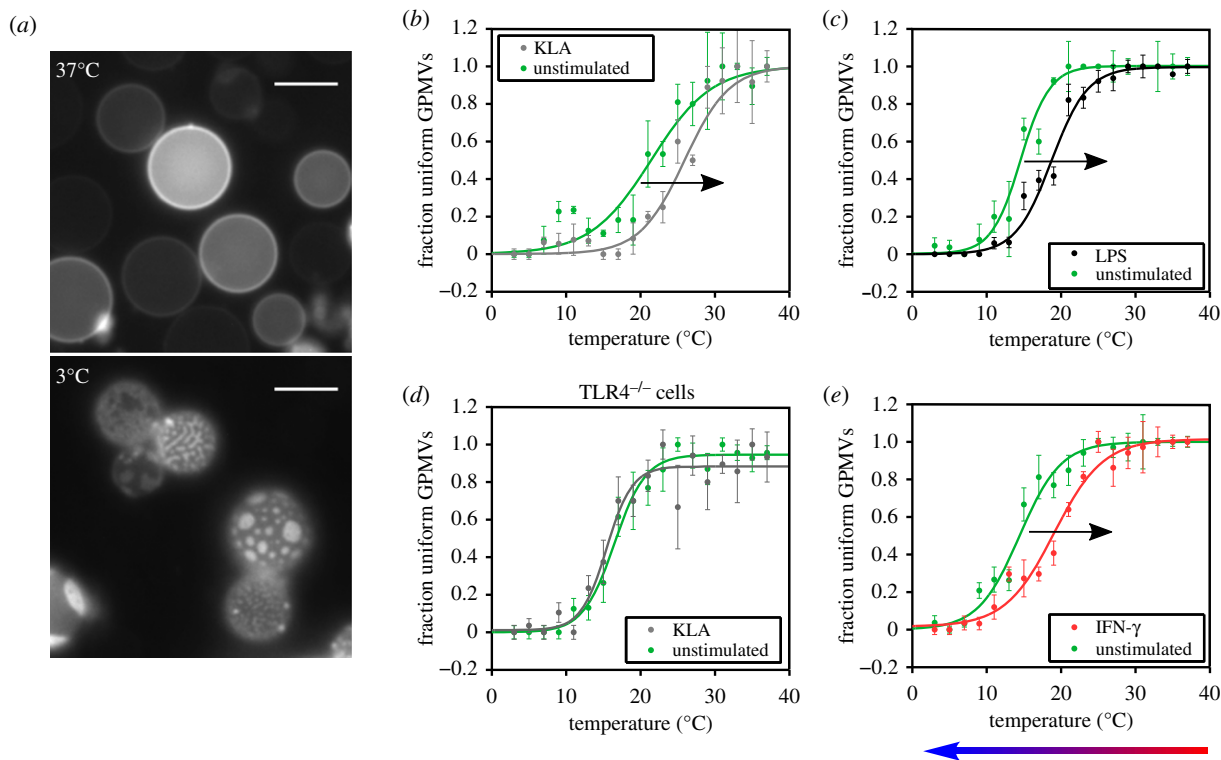 (a)
37°C
3°C
(b)
1.2
1.0
0.8
0.6
0.4
0.2
0
−0.2
fraction uniform GPMVs
KLA
unstimulated
0
10
20
30
40
temperature (°C)
(c)
1.2
1.0
0.8
0.6
0.4
0.2
0
−0.2
fraction uniform GPMVs
LPS
unstimulated
0
10
20
30
40
temperature (°C)
(d)
TLR4−/− cells
1.2
1.0
0.8
0.6
0.4
0.2
0
−0.2
fraction uniform GPMVs
KLA
unstimulated
0
10
20
30
40
temperature (°C)
(e)
1.2
1.0
0.8
0.6
0.4
0.2
0
−0.2
fraction uniform GPMVs
IFN-γ
unstimulated
0
10
20
30
40
temperature (°C)